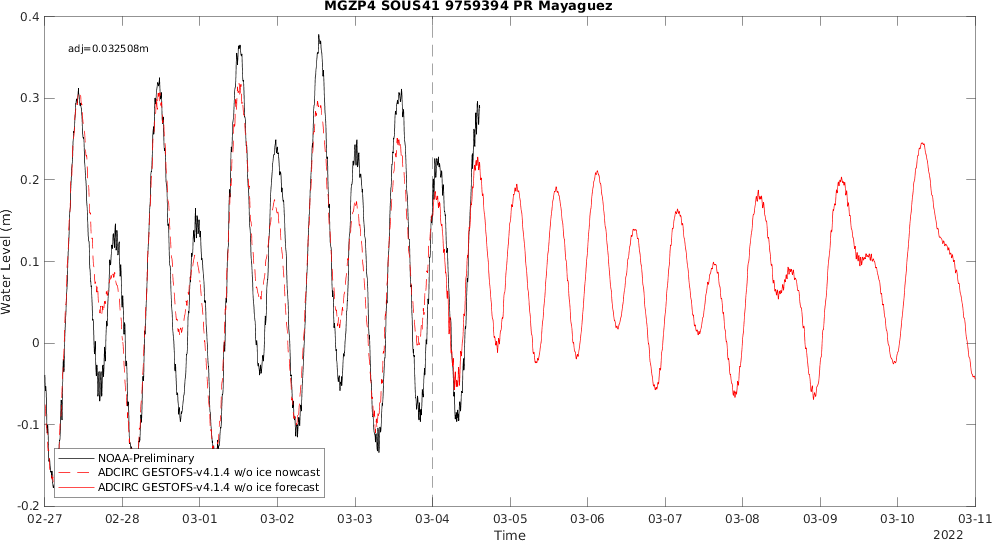 MGZP4 SOUS41 9759394 PR Mayaguez
adj=0.032508m
Water Level (m)
0.4
0.3
0.2
0.1
0
-0.1
-0.2
NOAA-Preliminary
ADCIRC GESTOFS-v4.1.4 w/o ice nowcast
ADCIRC GESTOFS-v4.1.4 w/o ice forecast
02-27 02-28 03-01 03-02 03-03 03-04 03-05 03-06 03-07 03-08 03-09 03-10 03-11
Time
2022